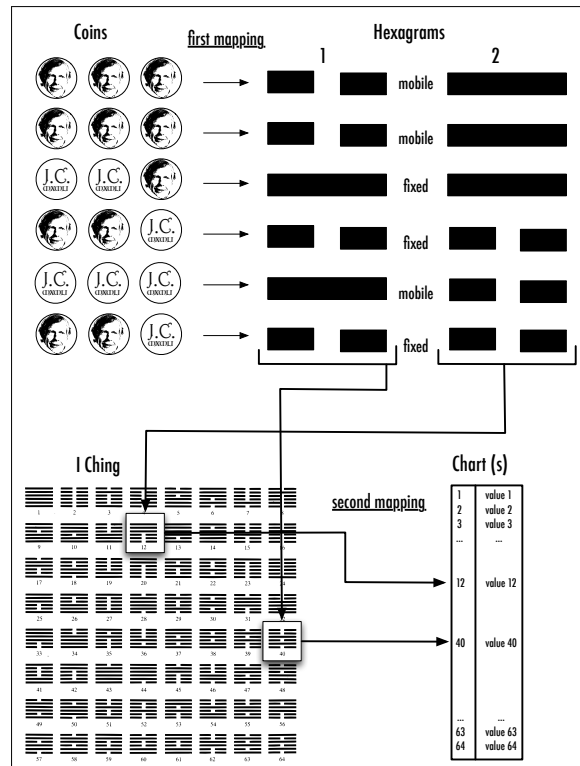 Coins first mapping Hexagrams
1 2
mobile
mobile
J.C. J.C. fixed
J.C. fixed
J.C. J.C. J.C. mobile
J.C. fixed
I Ching Chart (s)
second mapping
1 value 1
2 value 2
3 value 3
... ...
12 value 12
40 value 40
... ...
63 value 63
64 value 64
1 2 3 5 6 7 8
9 10 11 12 13 14 15 16
17 18 19 20 21 22 23 24
25 26 27 28 29 30 31
33 34 35 36 37 38 39 40
41 42 43 44 45 46 47 48
49 50 51 52 53 54 55 56
57 58 59 60 61 62 63 64